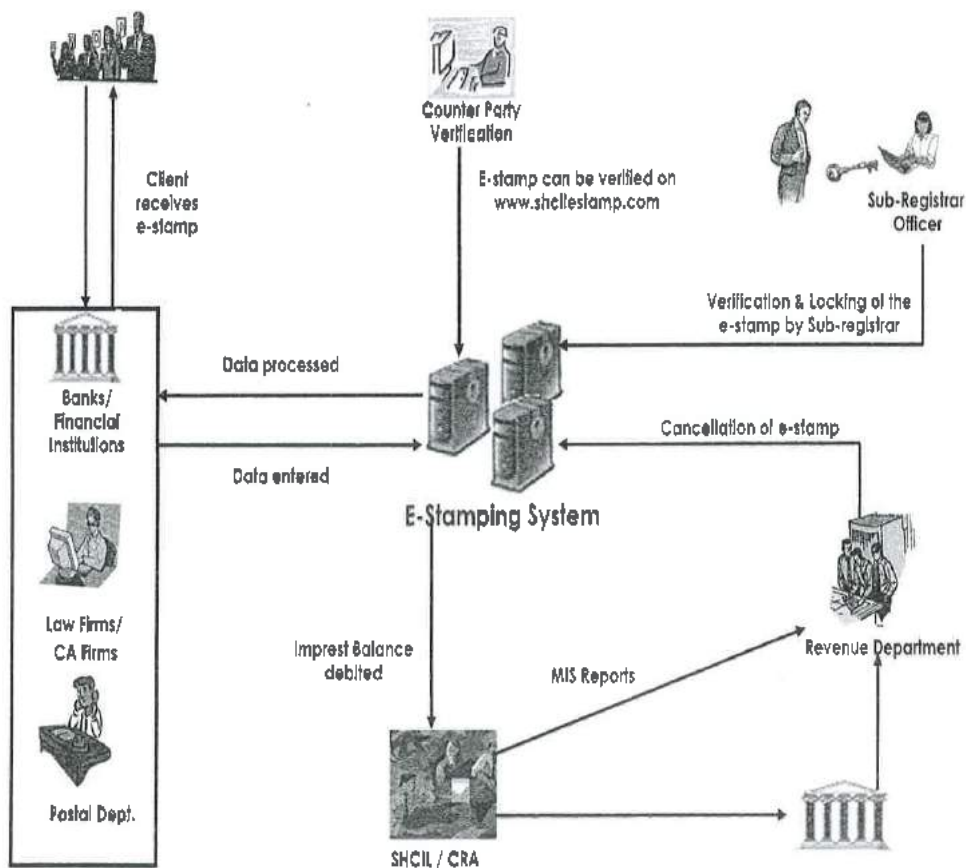 Counter Party
Verification
Client
receives
e-stamp
E-stamp can be verified on
www.shcilestamp.com
Sub-Registrar
Officer
Verification & Locking of the
e-stamp by Sub-registrar
Banks/
Financial
Institutions
Data processed
Data entered
Cancellation of e-stamp
E-Stamping System
Law Firms/
CA Firms
Imprest Balance
debited
MIS Reports
Revenue Department
Postal Dept.
SHCIL / CRA